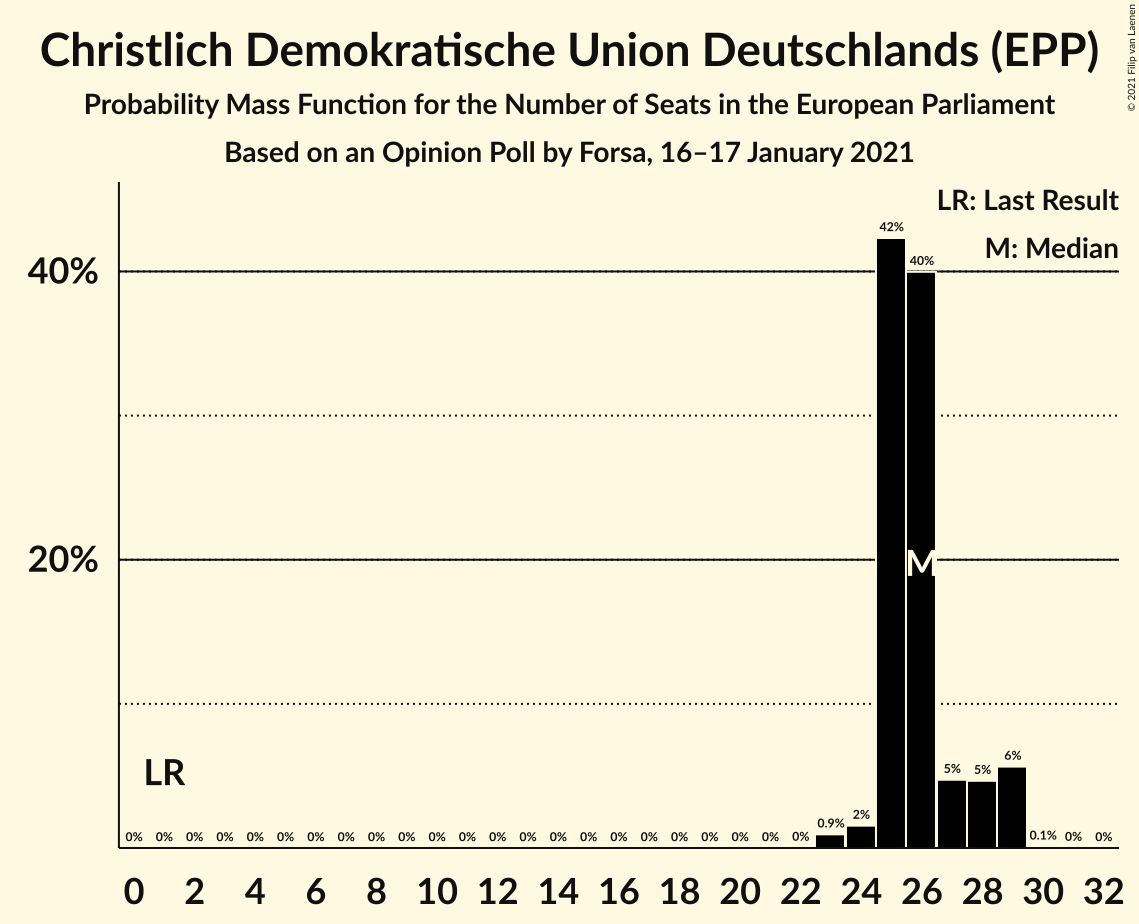 Christlich Demokratische Union Deutschlands (EPP)
Probability Mass Function for the Number of Seats in the European Parliament
Based on an Opinion Poll by Forsa, 16–17 January 2021
© 2021 Filip van Laenen
LR: Last Result
M: Median
42%
40%
40%
20%
M
LR
0% 0% 0% 0% 0% 0% 0% 0% 0% 0% 0% 0% 0% 0% 0% 0% 0% 0% 0% 0% 0% 0% 0% 0.9% 2% 5% 5% 6% 0.1% 0% 0%
0 2 4 6 8 10 12 14 16 18 20 22 24 26 28 30 32